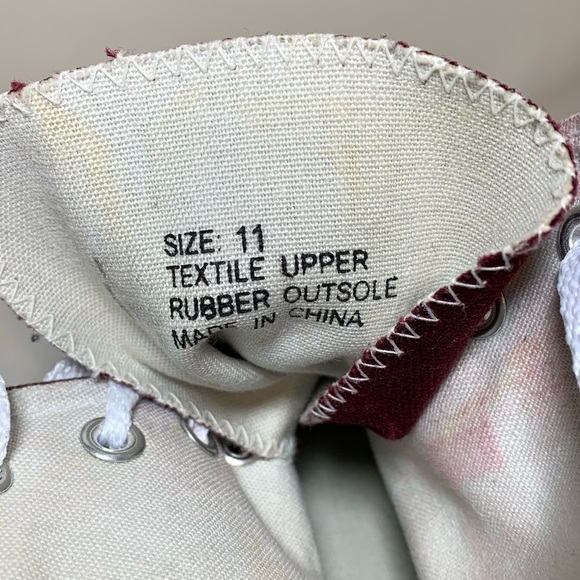 SIZE: 11
TEXTILE UPPER
RUBBER OUTSOLE
MADE IN CHINA